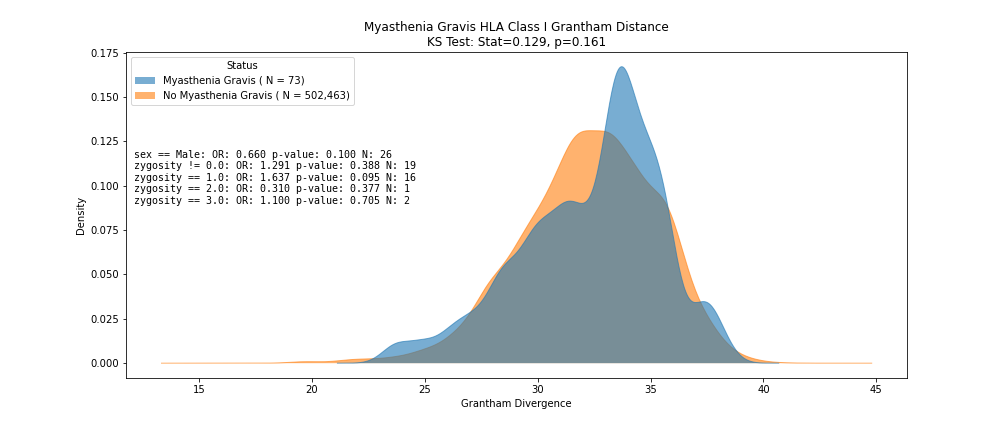 Myasthenia Gravis HLA Class I Grantham Distance
KS Test: Stat=0.129, p=0.161
Status
Myasthenia Gravis ( N = 73)
No Myasthenia Gravis ( N = 502,463)
sex == Male: OR: 0.660 p-value: 0.100 N: 26
zygosity != 0.0: OR: 1.291 p-value: 0.388 N: 19
zygosity == 1.0: OR: 1.637 p-value: 0.095 N: 16
zygosity == 2.0: OR: 0.310 p-value: 0.377 N: 1
zygosity == 3.0: OR: 1.100 p-value: 0.705 N: 2
Density
0.175
0.150
0.125
0.100
0.075
0.050
0.025
0.000
15 20 25 30 35 40 45
Grantham Divergence